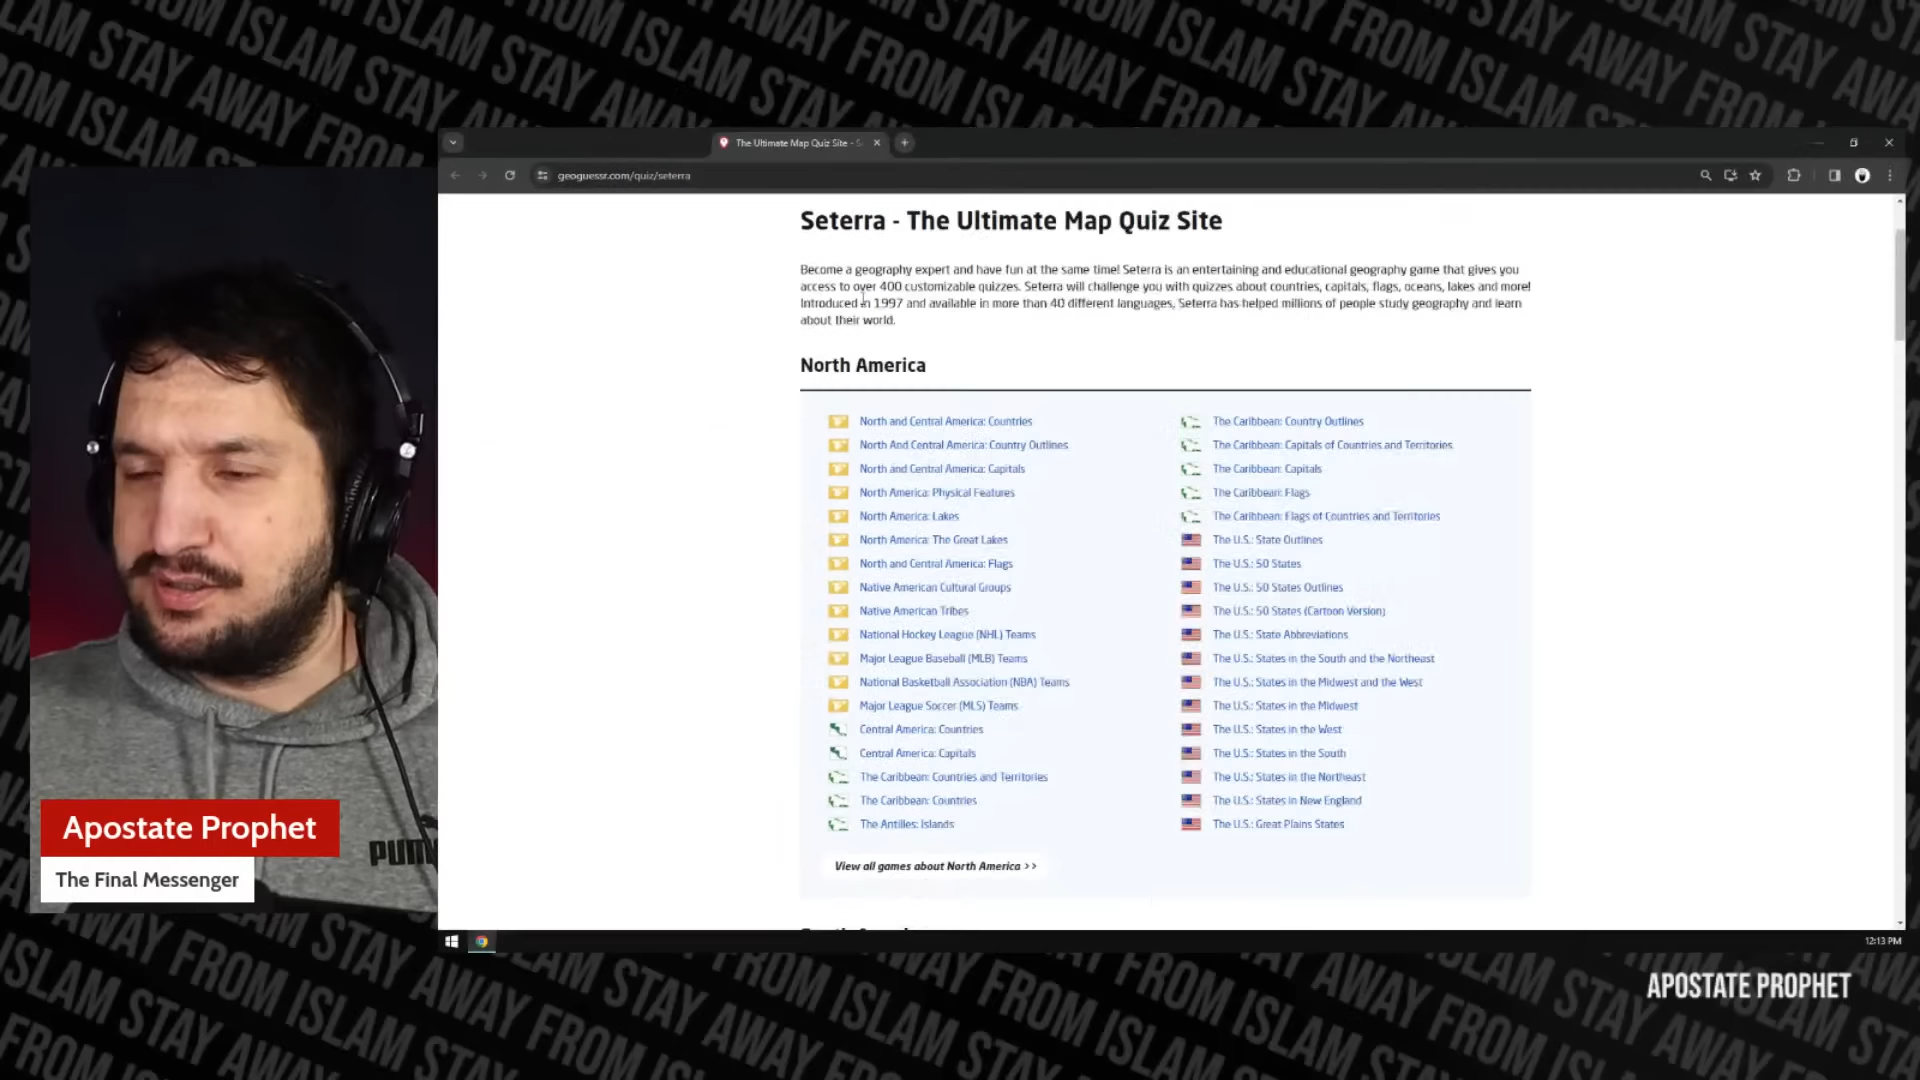 The Ultimate Map Quiz Site - S
geoguessr.com/quiz/seterra
Seterra - The Ultimate Map Quiz Site
Become a geography expert and have fun at the same time! Seterra is an entertaining and educational geography game that gives you
access to over 400 customizable quizzes. Seterra will challenge you with quizzes about countries, capitals, flags, oceans, lakes and more!
Introduced in 1997 and available in more than 40 different languages, Seterra has helped millions of people study geography and learn
about their world.
North America
North and Central America: Countries
North And Central America: Country Outlines
North and Central America: Capitals
North America: Physical Features
North America: Lakes
North America: The Great Lakes
North and Central America: Flags
Native American Cultural Groups
Native American Tribes
National Hockey League (NHL) Teams
Major League Baseball (MLB) Teams
National Basketball Association (NBA) Teams
Major League Soccer (MLS) Teams
Central America: Countries
Central America: Capitals
The Caribbean: Countries and Territories
The Caribbean: Countries
The Antilles: Islands
The Caribbean: Country Outlines
The Caribbean: Capitals of Countries and Territories
The Caribbean: Capitals
The Caribbean: Flags
The Caribbean: Flags of Countries and Territories
The U.S.: State Outlines
The U.S.: 50 States
The U.S.: 50 States Outlines
The U.S.: 50 States (Cartoon Version)
The U.S.: State Abbreviations
The U.S.: States in the South and the Northeast
The U.S.: States in the Midwest and the West
The U.S.: States in the Midwest
The U.S.: States in the West
The U.S.: States in the South
The U.S.: States in the Northeast
The U.S.: States in New England
The U.S.: Great Plains States
View all games about North America >>
12:13 PM
Apostate Prophet
The Final Messenger
PUM
APOSTATE PROPHET
STAY AWAY FROM ISLAM